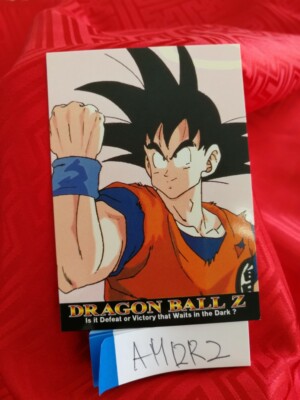 DRAGON BALL Z
Is it Defeat or Victory that Waits in the Dark ?
AM12R2